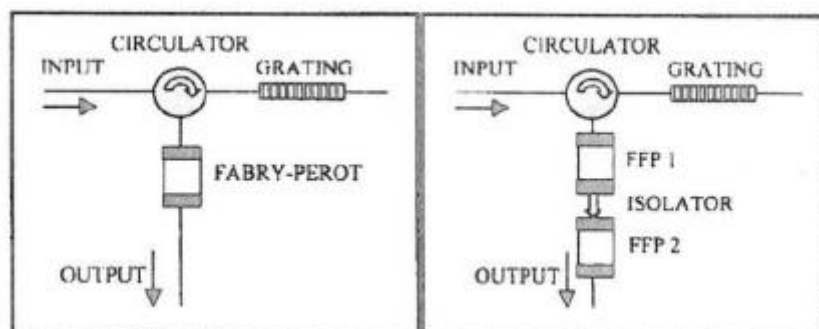 CIRCULATOR
INPUT
GRATING
FABRY-PEROT
OUTPUT
CIRCULATOR
INPUT
GRATING
FFP 1
ISOLATOR
FFP 2
OUTPUT